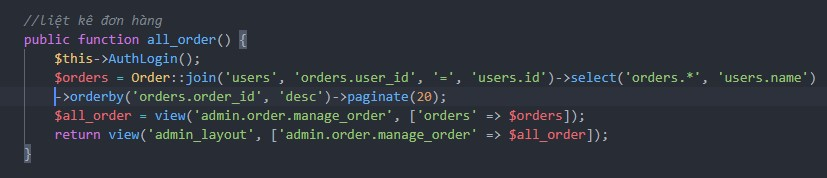 //liệt kê đơn hàng
public function all_order() {
$this->AuthLogin();
$orders = Order::join('users', 'orders.user_id', '=', 'users.id')->select('orders.*', 'users.name')
->orderby('orders.order_id', 'desc')->paginate(20);
$all_order = view('admin.order.manage_order', ['orders' => $orders]);
return view('admin_layout', ['admin.order.manage_order' => $all_order]);
}